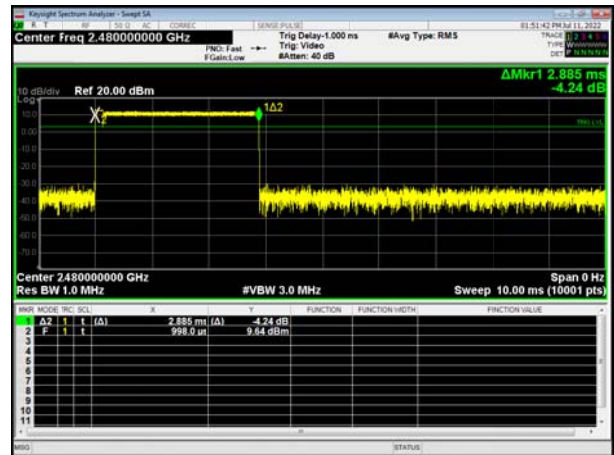 Keysight Spectrum Analyzer - Swept SA
R T RF 50 Ω AC CORREC SENSE:PULSE 01:51:42 PM Jul 11, 2022
Center Freq 2.480000000 GHz Trig Delay-1.000 ms #Avg Type: RMS TRACE 1 2 3 4 5 6
PNO: Fast Trig: Video TYPE
IFGain:Low #Atten: 40 dB DET P N N N N N
ΔMkr1 2.885 ms
10 dB/div Ref 20.00 dBm -4.24 dB
Log
10.0
X2 1Δ2
0.00 TRIG LVL
-10.0
-20.0
-30.0
-40.0
-50.0
-60.0
-70.0
Center 2.480000000 GHz Span 0 Hz
Res BW 1.0 MHz #VBW 3.0 MHz Sweep 10.00 ms (10001 pts)
MKR MODE TRC SCL X Y FUNCTION FUNCTION WIDTH FUNCTION VALUE
1 Δ2 1 t (Δ) 2.885 ms (Δ) -4.24 dB
2 F 1 t 998.0 µs 9.64 dBm
3
4
5
6
7
8
9
10
11
MSG STATUS